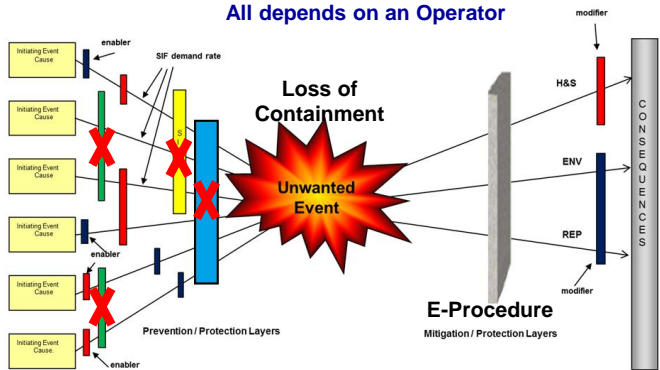 All depends on an Operator
modifier
enabler
Initiating Event
Cause
SIF demand rate
H&S
Loss of
Containment
Initiating Event
Cause
S
Initiating Event
Cause
Unwanted
Event
ENV
Initiating Event
Cause
REP
enabler
Initiating Event
Cause
E-Procedure
modifier
Prevention / Protection Layers
Mitigation / Protection Layers
Initiating Event
Cause.
enabler
CONSEQUENCES